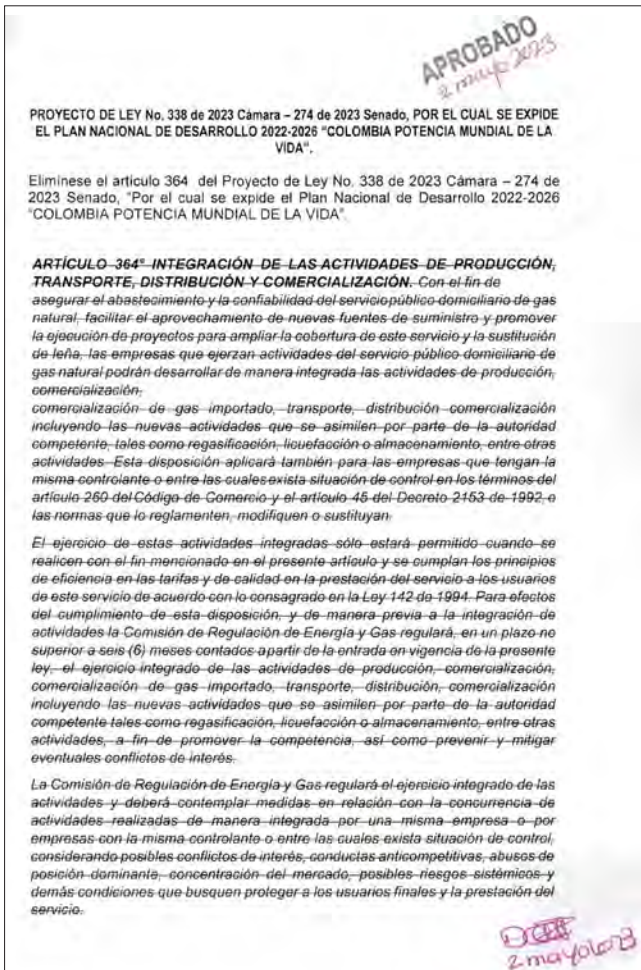 APROBADO
2 mayo 2023
PROYECTO DE LEY No. 338 de 2023 Cámara – 274 de 2023 Senado, POR EL CUAL SE EXPIDE
EL PLAN NACIONAL DE DESARROLLO 2022-2026 "COLOMBIA POTENCIA MUNDIAL DE LA
VIDA".
Elimínese el artículo 364 del Proyecto de Ley No. 338 de 2023 Cámara – 274 de
2023 Senado, "Por el cual se expide el Plan Nacional de Desarrollo 2022-2026
"COLOMBIA POTENCIA MUNDIAL DE LA VIDA".
ARTÍCULO 364° INTEGRACIÓN DE LAS ACTIVIDADES DE PRODUCCIÓN,
TRANSPORTE, DISTRIBUCIÓN Y COMERCIALIZACIÓN. Con el fin de
asegurar el abastecimiento y la confiabilidad del servicio público domiciliario de gas
natural, facilitar el aprovechamiento de nuevas fuentes de suministro y promover
la ejecución de proyectos para ampliar la cobertura de este servicio y la sustitución
de leña, las empresas que ejerzan actividades del servicio público domiciliario de
gas natural podrán desarrollar de manera integrada las actividades de producción,
comercialización,
comercialización de gas importado, transporte, distribución comercialización
incluyendo las nuevas actividades que se asimilen por parte de la autoridad
competente, tales como regasificación, licuefacción o almacenamiento, entre otras
actividades. Esta disposición aplicará también para las empresas que tengan la
misma controlante o entre las cuales exista situación de control en los términos del
artículo 260 del Código de Comercio y el artículo 45 del Decreto 2153 de 1992, o
las normas que lo reglamenten, modifiquen o sustituyan.
El ejercicio de estas actividades integradas sólo estará permitido cuando se
realicen con el fin mencionado en el presente artículo y se cumplan los principios
de eficiencia en las tarifas y de calidad en la prestación del servicio a los usuarios
de este servicio de acuerdo con lo consagrado en la Ley 142 de 1994. Para efectos
del cumplimiento de esta disposición, y de manera previa a la integración de
actividades la Comisión de Regulación de Energía y Gas regulará, en un plazo no
superior a seis (6) meses contados a partir de la entrada en vigencia de la presente
ley, el ejercicio integrado de las actividades de producción, comercialización,
comercialización de gas importado, transporte, distribución, comercialización
incluyendo las nuevas actividades que se asimilen por parte de la autoridad
competente tales como regasificación, licuefacción o almacenamiento, entre otras
actividades, a fin de promover la competencia, así como prevenir y mitigar
eventuales conflictos de interés.
La Comisión de Regulación de Energía y Gas regulará el ejercicio integrado de las
actividades y deberá contemplar medidas en relación con la concurrencia de
actividades realizadas de manera integrada por una misma empresa o por
empresas con la misma controlante o entre las cuales exista situación de control,
considerando posibles conflictos de interés, conductas anticompetitivas, abusos de
posición dominante, concentración del mercado, posibles riesgos sistémicos y
demás condiciones que busquen proteger a los usuarios finales y la prestación del
servicio.
2 mayo 2023